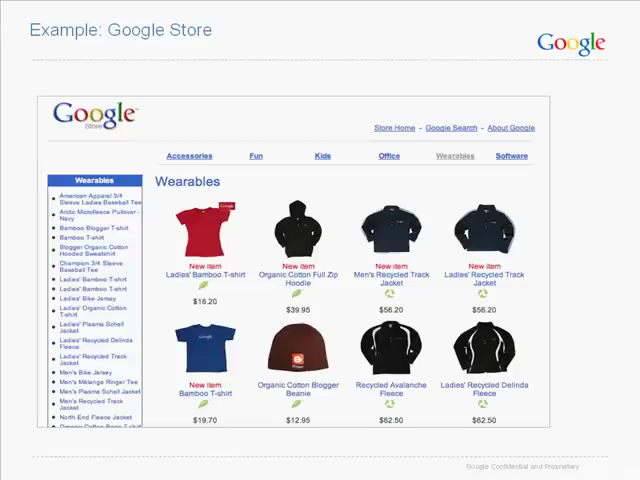 Example: Google Store
Google
Google
Store
Store Home - Google Search - About Google
Accessories Fun Kids Office Wearables Software
Wearables
American Apparel 3/4
Sleeve Ladies Baseball Tee
Arctic Microfleece Pullover -
Navy
Bamboo Blogger T-shirt
Bamboo T-shirt
Blogger Organic Cotton
Hooded Sweatshirt
Champion 3/4 Sleeve
Baseball Tee
Ladies' Bamboo T-shirt
Ladies' Bamboo T-shirt
Ladies' Bike Jersey
Ladies' Organic Cotton
T-shirt
Ladies' Plasma Scholl
Jacket
Ladies' Recycled Delinda
Fleece
Ladies' Recycled Track
Jacket
Men's Bike Jersey
Men's Mélange Ringer Tee
Men's Plasma Scholl Jacket
Men's Recycled Track
Jacket
North End Fleece Jacket
Wearables
New item
Ladies' Bamboo T-shirt
$16.20
New item
Organic Cotton Full Zip
Hoodie
$39.95
New item
Men's Recycled Track
Jacket
$56.20
New item
Ladies' Recycled Track
Jacket
$56.20
New item
Bamboo T-shirt
$19.70
Organic Cotton Blogger
Beanie
$12.95
Recycled Avalanche
Fleece
$62.50
Ladies' Recycled Delinda
Fleece
$62.50
Google Confidential and Proprietary